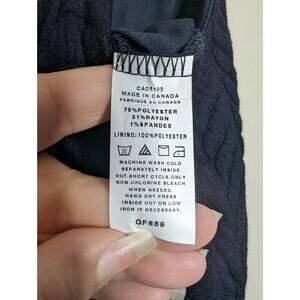 CA05195
MADE IN CANADA
FABRIQUÉ AU CANADA
78%POLYESTER
21%RAYON
1%SPANDEX
LINING:100%POLYESTER
MACHINE WASH COLD
SEPARATELY INSIDE
OUT.SHORT CYCLE.ONLY
NON-CHLORINE BLEACH
WHEN NEEDED.
HANG DRY.PRESS
INSIDE OUT ON LOW
IRON IF NECESSARY.
GF689